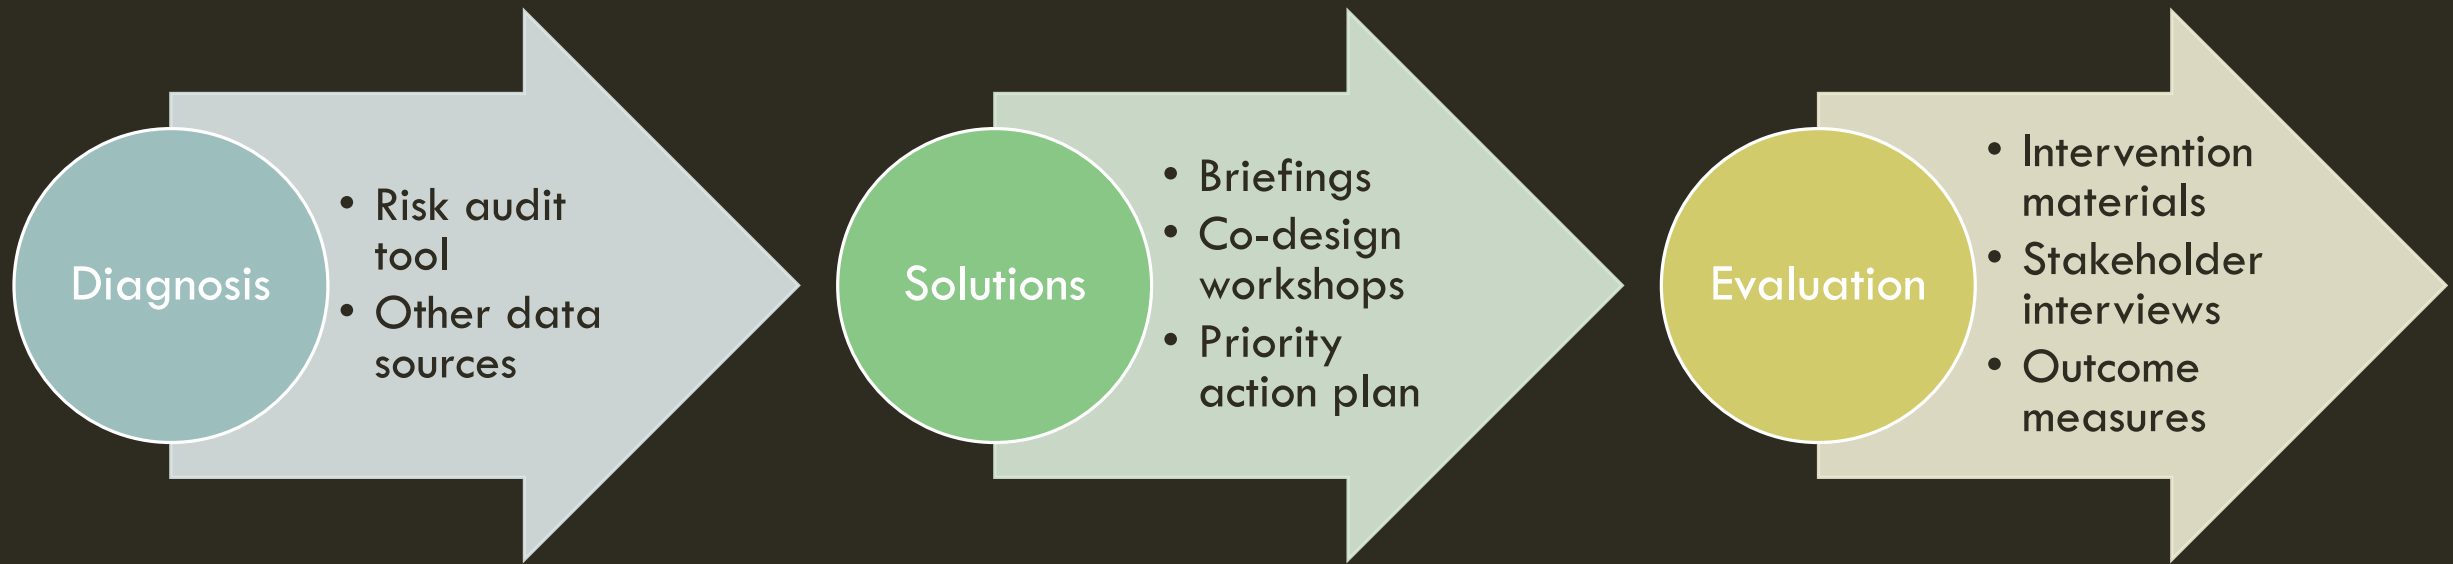 Diagnosis
• Risk audit
tool
• Other data
sources
Solutions
• Briefings
• Co-design
workshops
• Priority
action plan
Evaluation
• Intervention
materials
• Stakeholder
interviews
• Outcome
measures